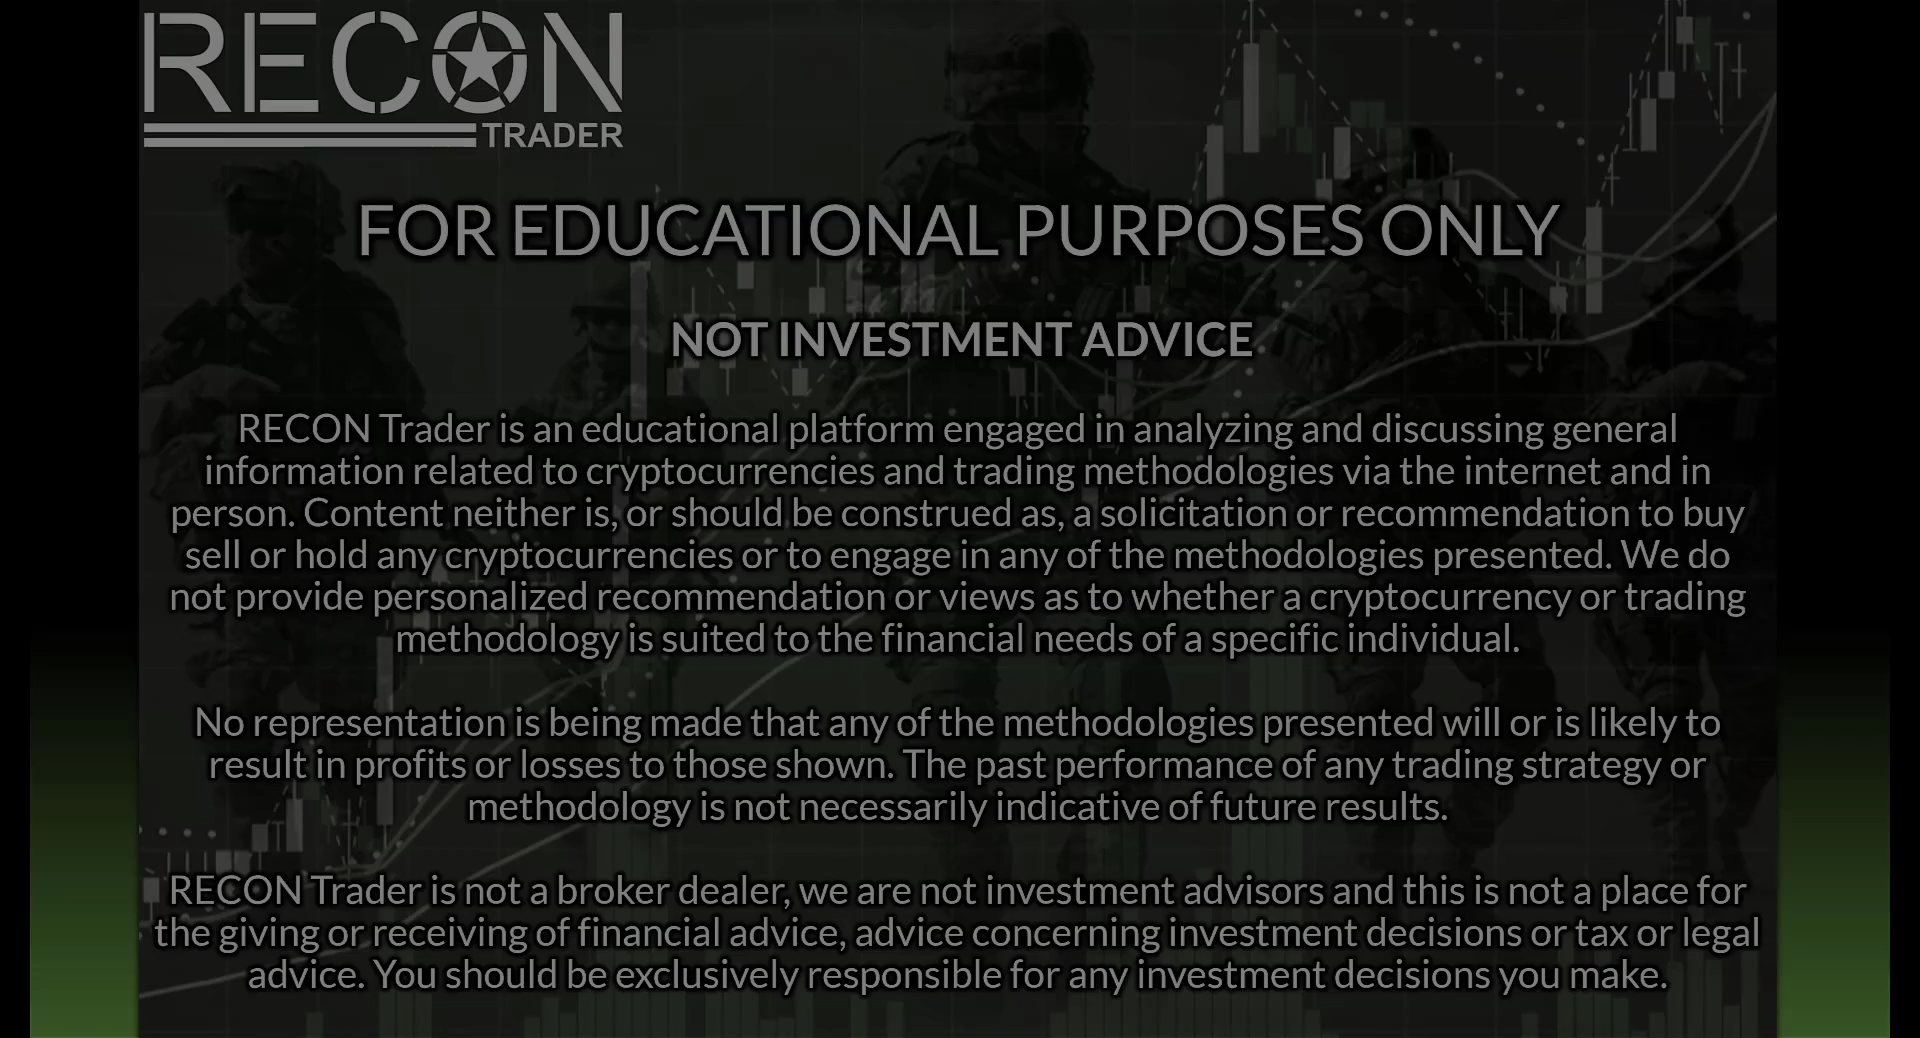 RECON
TRADER
FOR EDUCATIONAL PURPOSES ONLY
NOT INVESTMENT ADVICE
RECON Trader is an educational platform engaged in analyzing and discussing general
information related to cryptocurrencies and trading methodologies via the internet and in
person. Content neither is, or should be construed as, a solicitation or recommendation to buy
sell or hold any cryptocurrencies or to engage in any of the methodologies presented. We do
not provide personalized recommendation or views as to whether a cryptocurrency or trading
methodology is suited to the financial needs of a specific individual.
No representation is being made that any of the methodologies presented will or is likely to
result in profits or losses to those shown. The past performance of any trading strategy or
methodology is not necessarily indicative of future results.
RECON Trader is not a broker dealer, we are not investment advisors and this is not a place for
the giving or receiving of financial advice, advice concerning investment decisions or tax or legal
advice. You should be exclusively responsible for any investment decisions you make.